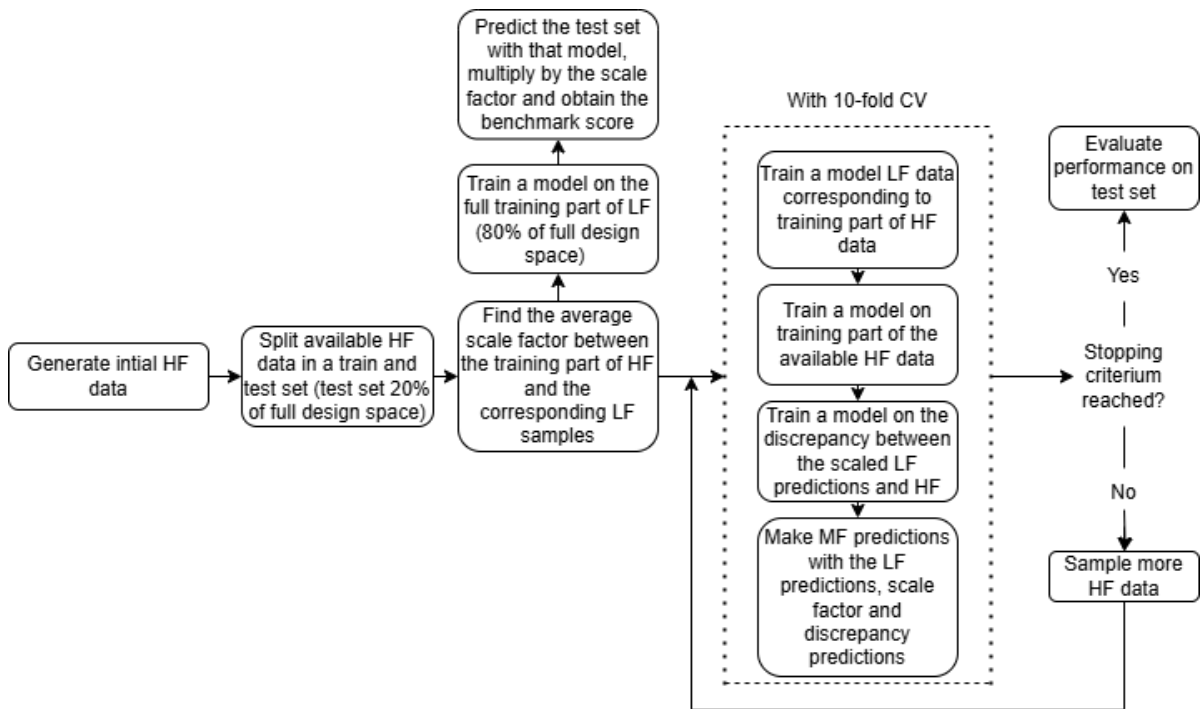 Generate intial HF
data
Split available HF
data in a train and
test set (test set 20%
of full design space)
Find the average
scale factor between
the training part of HF
and the
corresponding LF
samples
Train a model on the
full training part of LF
(80% of full design
space)
Predict the test set
with that model,
multiply by the scale
factor and obtain the
benchmark score
With 10-fold CV
Train a model LF data
corresponding to
training part of HF
data
Train a model on
training part of the
available HF data
Train a model on the
discrepancy between
the scaled LF
predictions and HF
Make MF predictions
with the LF
predictions, scale
factor and
discrepancy
predictions
Stopping
criterium
reached?
Yes
Evaluate
performance on
test set
No
Sample more
HF data